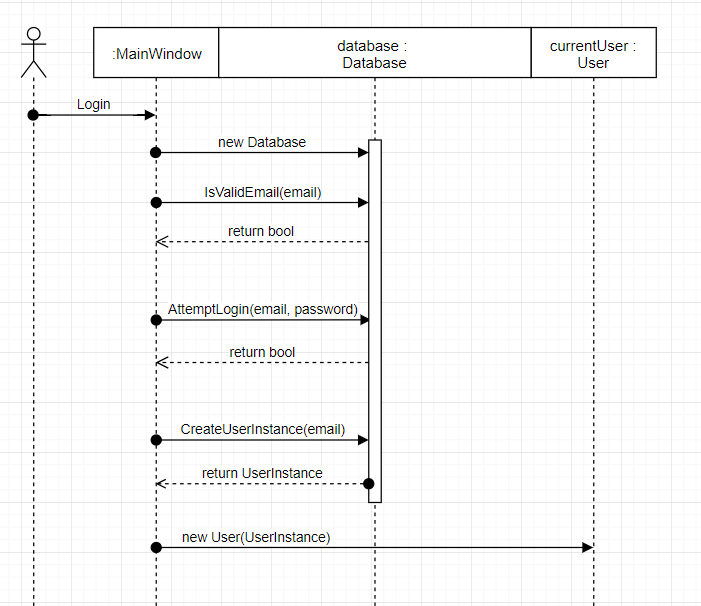 :MainWindow
database :
Database
currentUser :
User
Login
new Database
IsValidEmail(email)
return bool
AttemptLogin(email, password)
return bool
CreateUserInstance(email)
return UserInstance
new User(UserInstance)